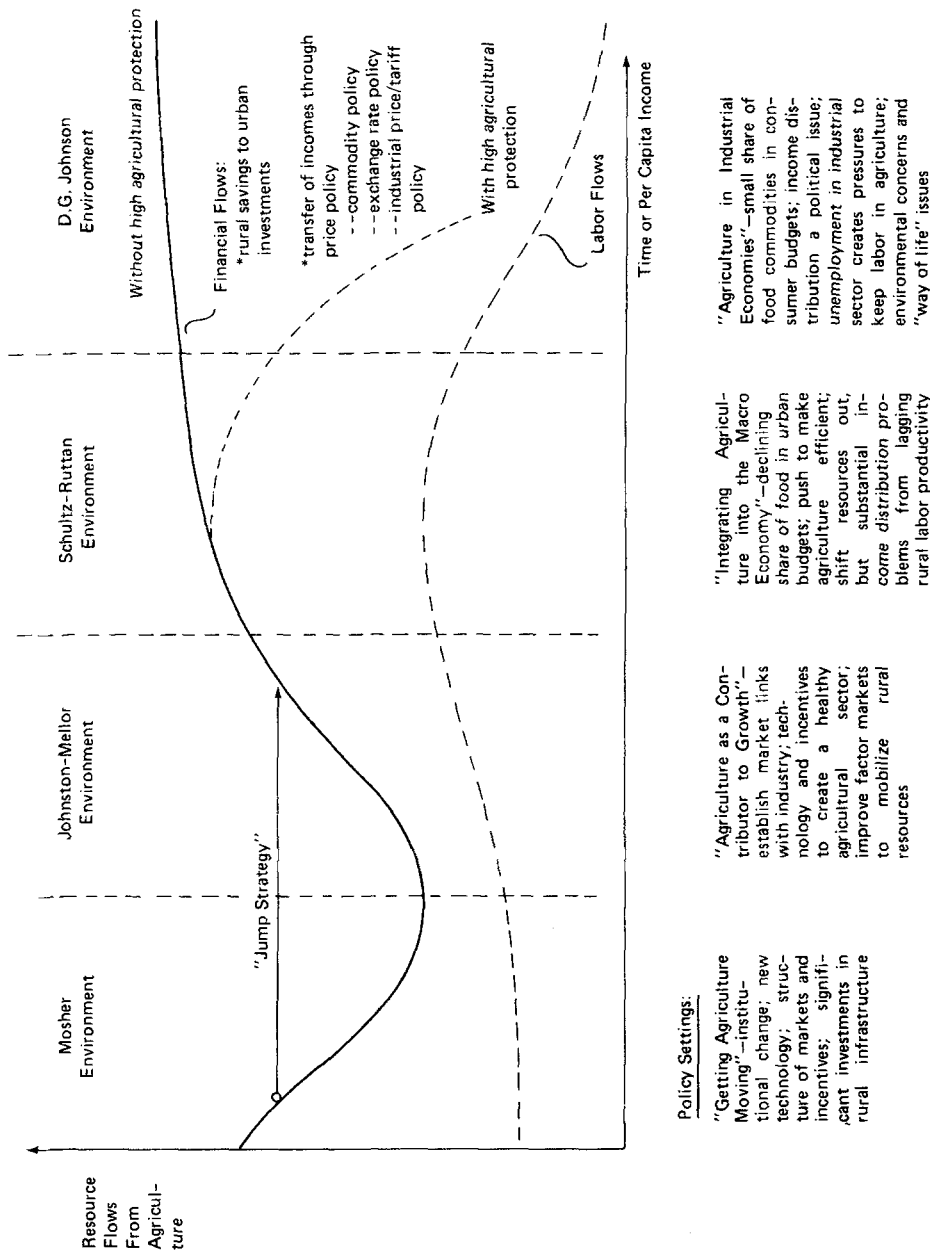 Resource
Flows
From
Agricul-
ture
Mosher
Environment
Johnston-Mellor
Environment
Schultz-Ruttan
Environment
D.G. Johnson
Environment
Without high agricultural protection
Financial Flows:
*rural savings to urban
investments
*transfer of incomes through
price policy
--commodity policy
--exchange rate policy
--industrial price/tariff
policy
"Jump Strategy"
With high agricultural
protection
Labor Flows
Time or Per Capita Income
Policy Settings:
"Getting Agriculture
Moving"—institu-
tional change; new
technology; struc-
ture of markets and
incentives; signifi-
cant investments in
rural infrastructure
"Agriculture as a Con-
tributor to Growth"—
establish market links
with industry; tech-
nology and incentives
to create a healthy
agricultural sector;
improve factor markets
to mobilize rural
resources
"Integrating Agricul-
ture into the Macro
Economy"—declining
share of food in urban
budgets; push to make
agriculture efficient;
shift resources out,
but substantial in-
come distribution pro-
blems from lagging
rural labor productivity
"Agriculture in Industrial
Economies"—small share of
food commodities in con-
sumer budgets; income dis-
tribution a political issue;
unemployment in industrial
sector creates pressures to
keep labor in agriculture;
environmental concerns and
"way of life" issues